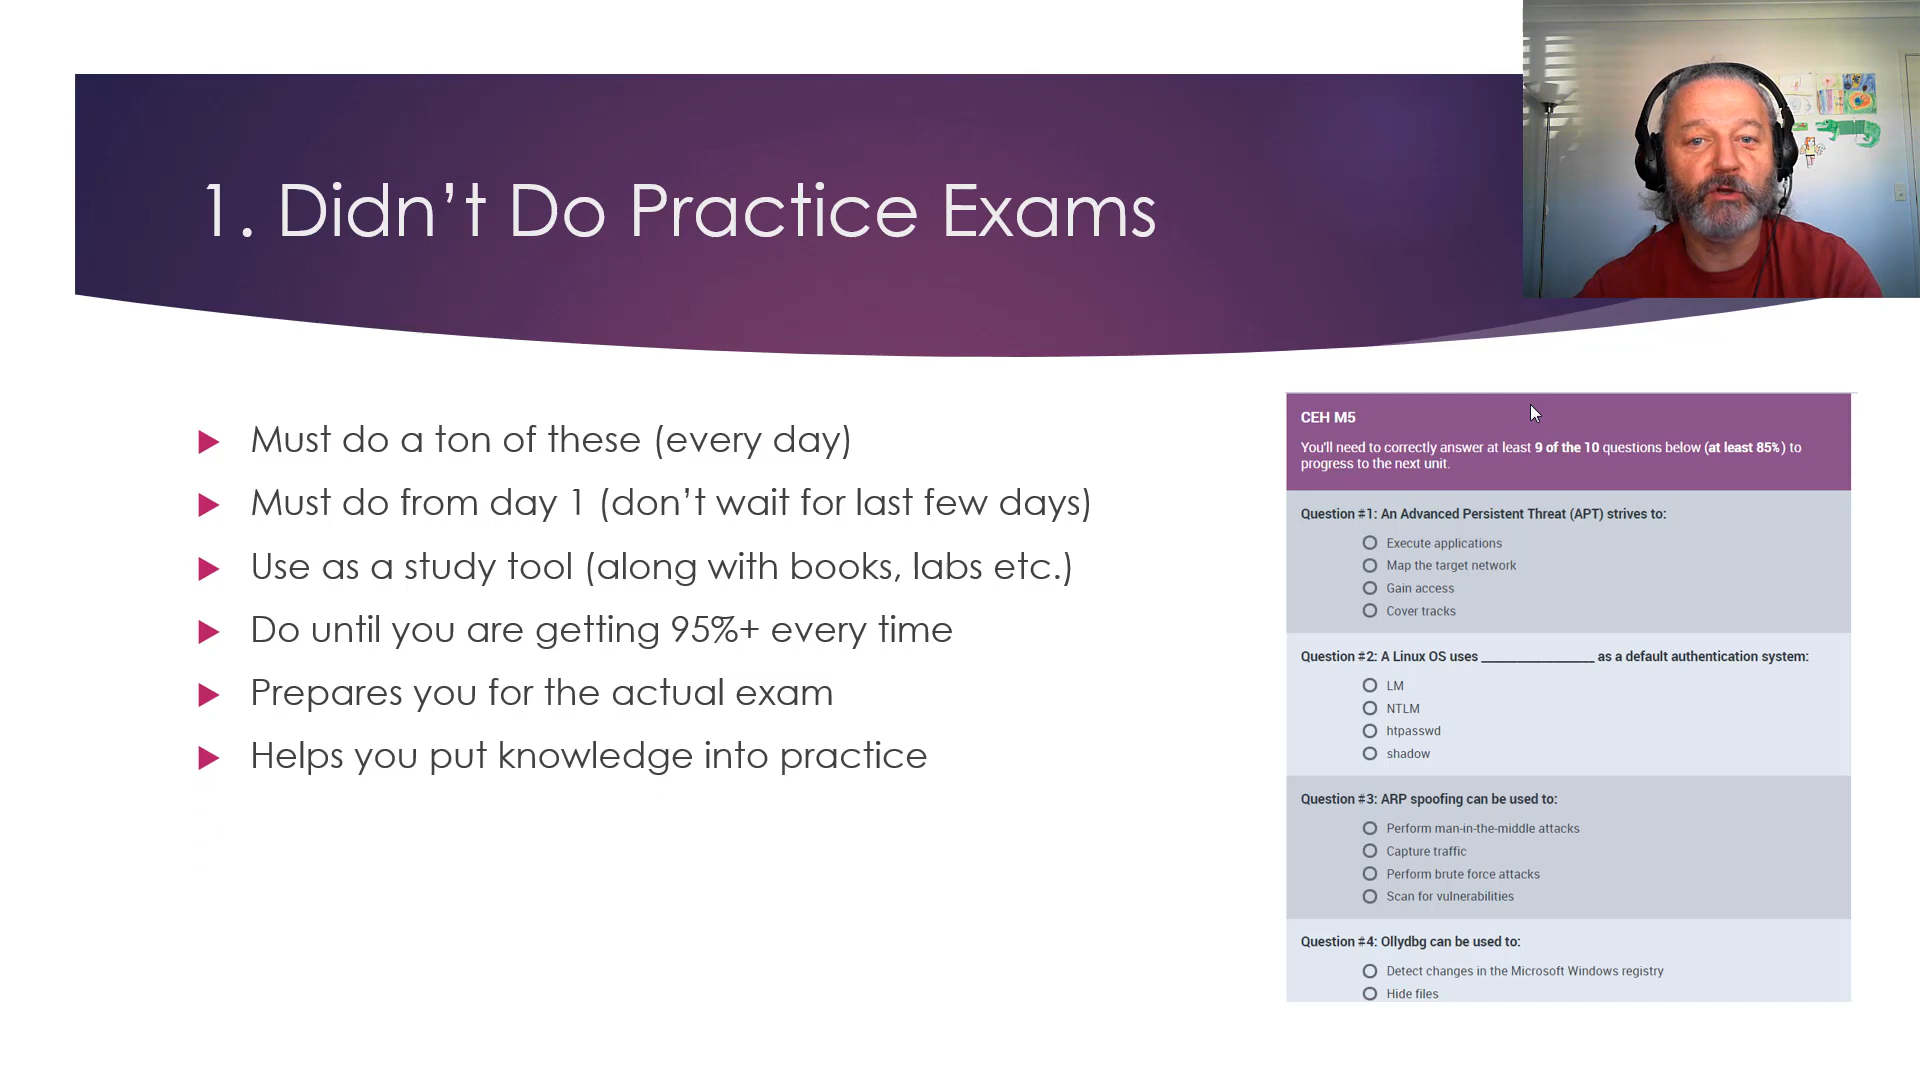 1. Didn’t Do Practice Exams
Must do a ton of these (every day)
Must do from day 1 (don’t wait for last few days)
Use as a study tool (along with books, labs etc.)
Do until you are getting 95%+ every time
Prepares you for the actual exam
Helps you put knowledge into practice
CEH M5
You'll need to correctly answer at least 9 of the 10 questions below (at least 85%) to
progress to the next unit.
Question #1: An Advanced Persistent Threat (APT) strives to:
Execute applications
Map the target network
Gain access
Cover tracks
Question #2: A Linux OS uses _________________ as a default authentication system:
LM
NTLM
htpasswd
shadow
Question #3: ARP spoofing can be used to:
Perform man-in-the-middle attacks
Capture traffic
Perform brute force attacks
Scan for vulnerabilities
Question #4: Ollydbg can be used to:
Detect changes in the Microsoft Windows registry
Hide files